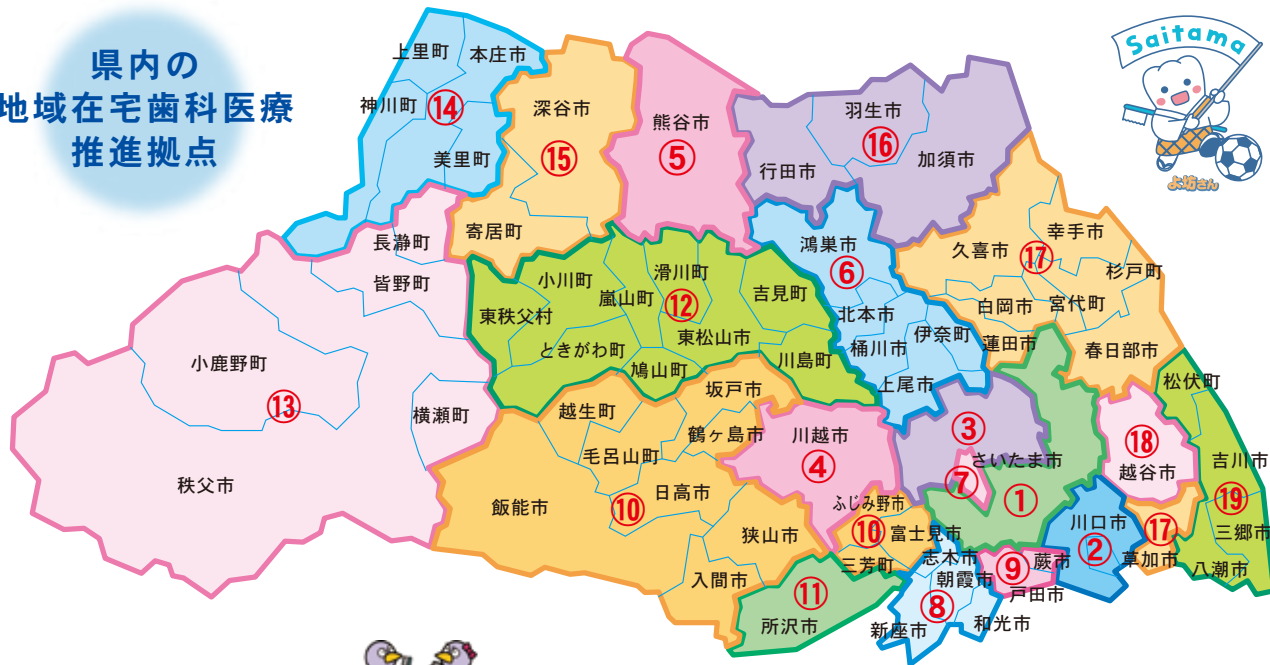 県内の
地域在宅歯科医療
推進拠点
Saitama
よ坊さん
上里町
本庄市
神川町
⑭
美里町
深谷市
⑮
寄居町
熊谷市
⑤
羽生市
⑯
行田市
加須市
長瀞町
皆野町
小鹿野町
⑬
横瀬町
秩父市
小川町
滑川町
嵐山町
⑫
吉見町
東秩父村
東松山市
ときがわ町
鳩山町
川島町
鴻巣市
⑥
北本市
伊奈町
桶川市
上尾市
久喜市
⑰
幸手市
杉戸町
白岡市
宮代町
蓮田市
春日部市
松伏町
坂戸市
越生町
鶴ヶ島市
毛呂山町
日高市
飯能市
⑩
狭山市
入間市
川越市
④
ふじみ野市
⑩
富士見市
三芳町
⑪
所沢市
③
さいたま市
⑦
①
⑱
越谷市
吉川市
⑲
三郷市
八潮市
川口市
②
⑰
草加市
⑨
蕨市
戸田市
志木市
朝霞市
⑧
新座市
和光市